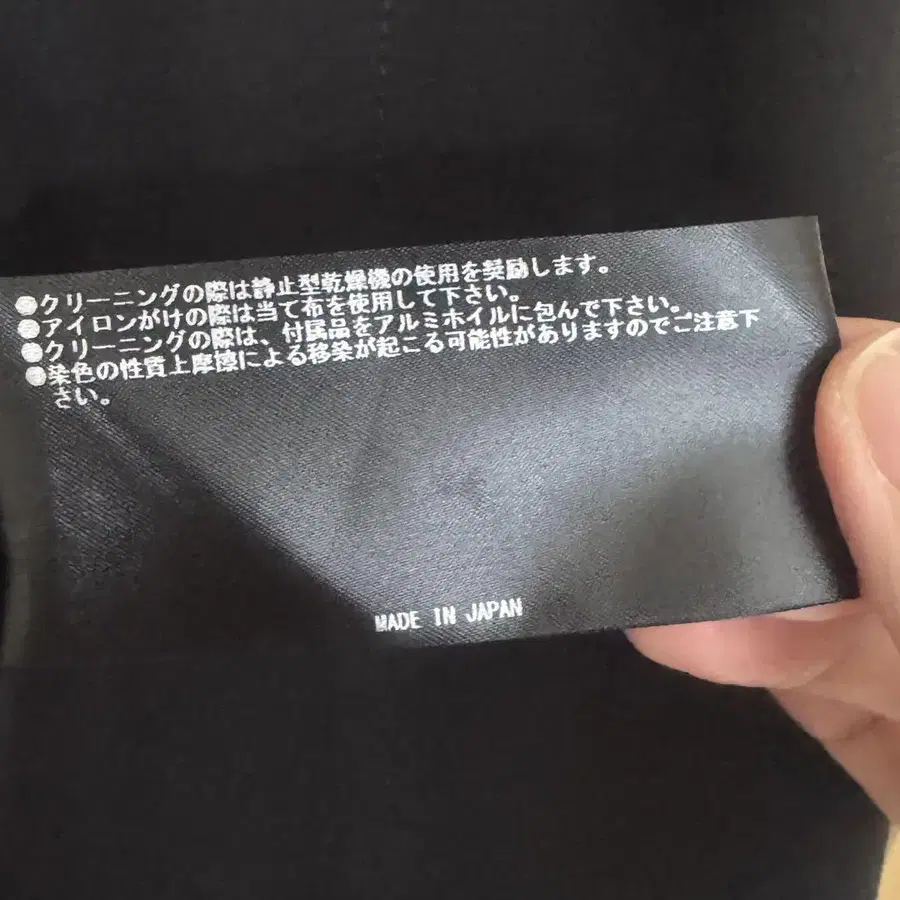 ●クリーニングの際は静止型乾燥機の使用を奨励します。
●アイロンがけの際は当て布を使用して下さい。
●クリーニングの際は、付属品をアルミホイルに包んで下さい。
●染色の性質上摩擦による移染が起こる可能性がありますのでご注意下
さい。
MADE IN JAPAN